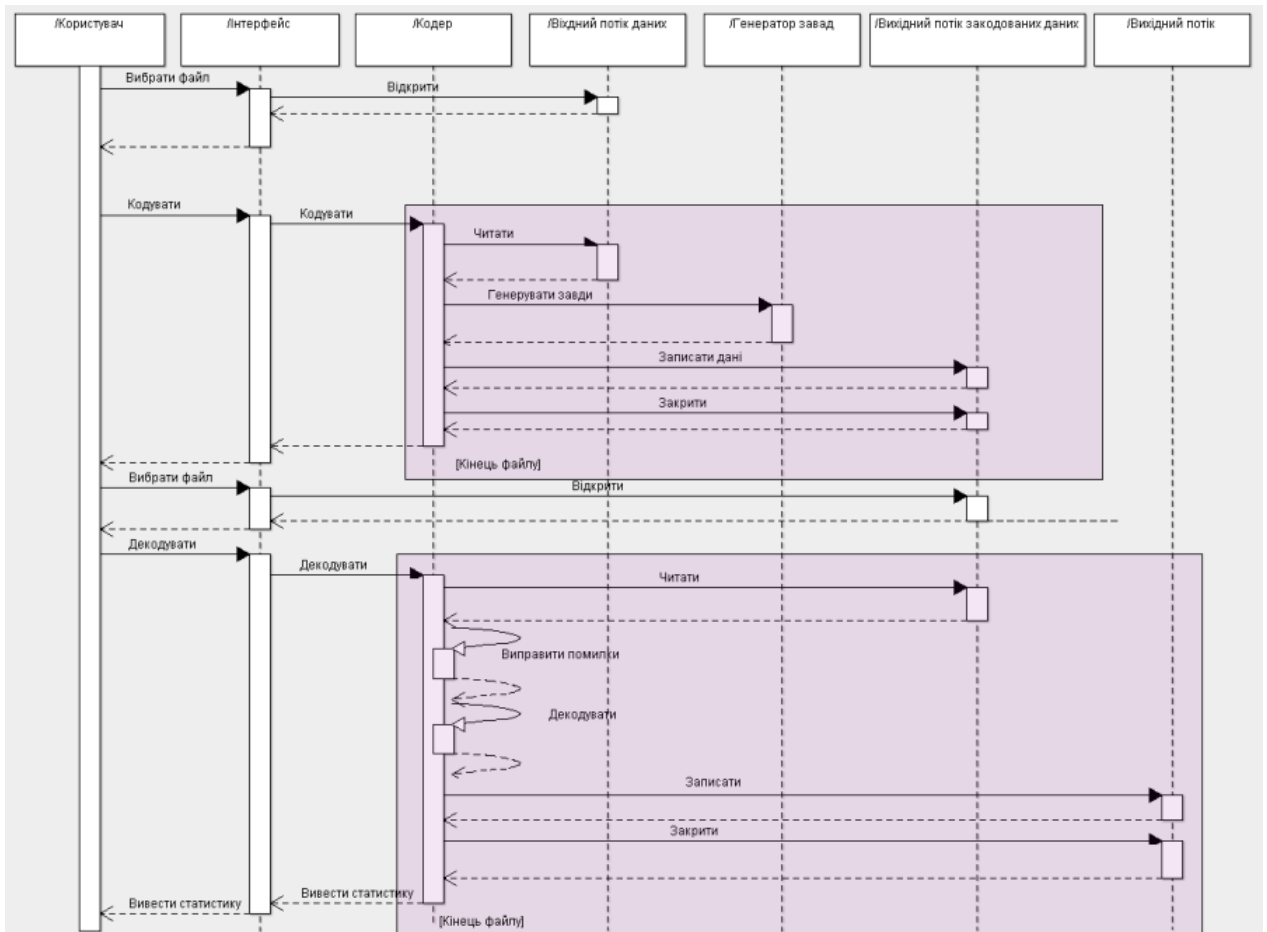 /Користувач
/Інтерфейс
/Кодер
/Віхдний потік даних
/Генератор завад
/Вихідний потік закодованих даних
/Вихідний потік
Вибрати файл
Відкрити
Кодувати
Кодувати
Читати
Генерувати завди
Записати дані
Закрити
[Кінець файлу]
Вибрати файл
Відкрити
Декодувати
Декодувати
Читати
Виправити помилки
Декодувати
Записати
Закрити
Вивести статистику
Вивести статистику
[Кінець файлу]